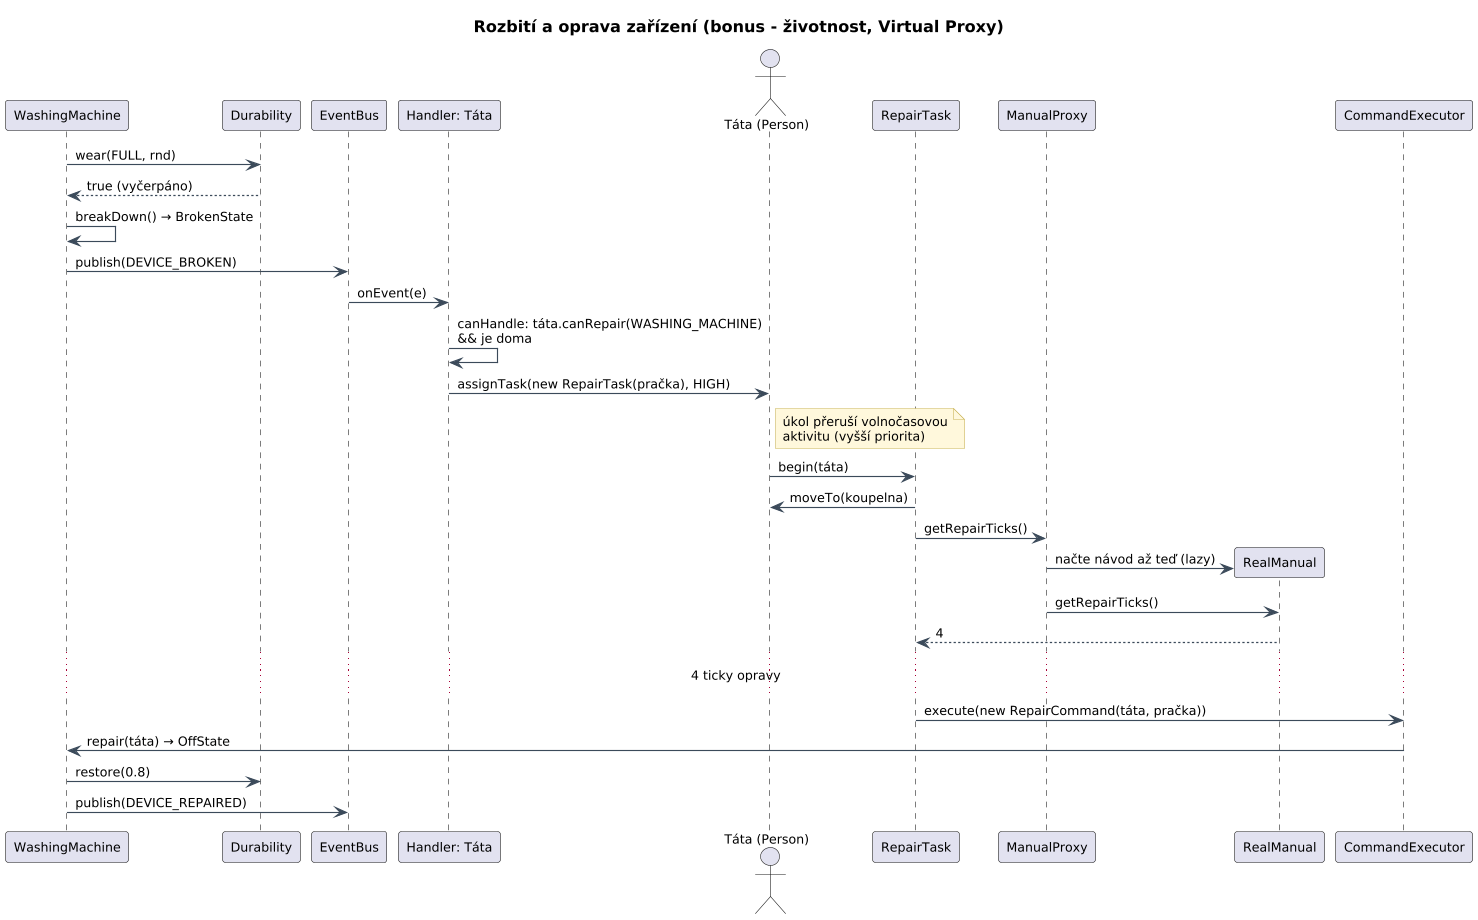 Rozbití a oprava zařízení (bonus - životnost, Virtual Proxy)
WashingMachine
Durability
EventBus
Handler: Táta
Táta (Person)
RepairTask
ManualProxy
CommandExecutor
wear(FULL, rnd)
true (vyčerpáno)
breakDown() → BrokenState
publish(DEVICE_BROKEN)
onEvent(e)
canHandle: táta.canRepair(WASHING_MACHINE)
&& je doma
assignTask(new RepairTask(pračka), HIGH)
úkol přeruší volnočasovou
aktivitu (vyšší priorita)
begin(táta)
moveTo(koupelna)
getRepairTicks()
načte návod až teď (lazy)
RealManual
getRepairTicks()
4
4 ticky opravy
execute(new RepairCommand(táta, pračka))
repair(táta) → OffState
restore(0.8)
publish(DEVICE_REPAIRED)
WashingMachine
Durability
EventBus
Handler: Táta
Táta (Person)
RepairTask
ManualProxy
RealManual
CommandExecutor